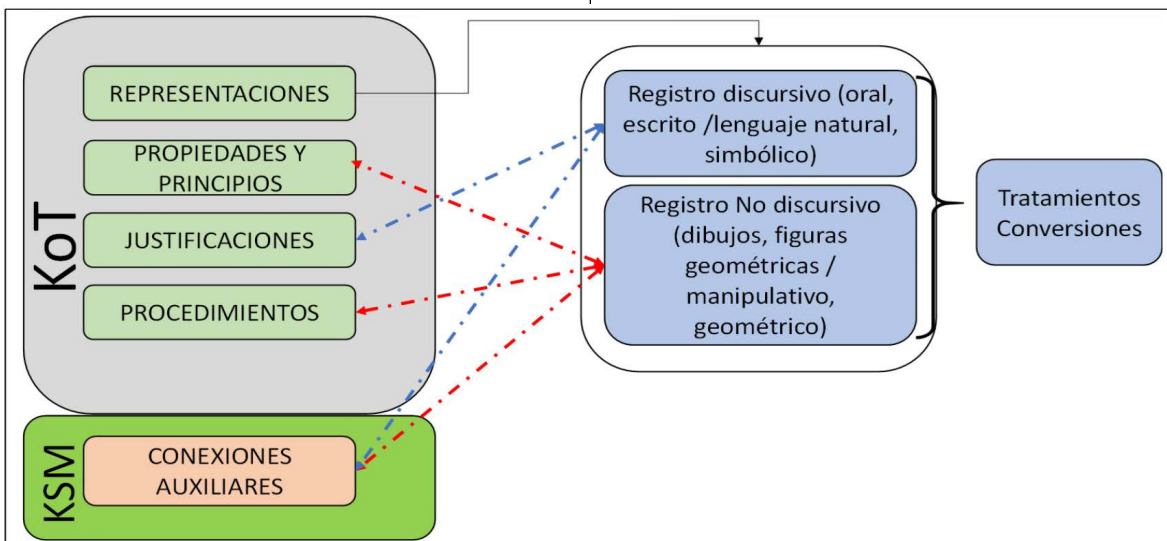 KoT
REPRESENTACIONES
PROPIEDADES Y
PRINCIPIOS
JUSTIFICACIONES
PROCEDIMIENTOS
KSM
CONEXIONES
AUXILIARES
Registro discursivo (oral,
escrito /lenguaje natural,
simbólico)
Registro No discursivo
(dibujos, figuras
geométricas /
manipulativo,
geométrico)
Tratamientos
Conversiones